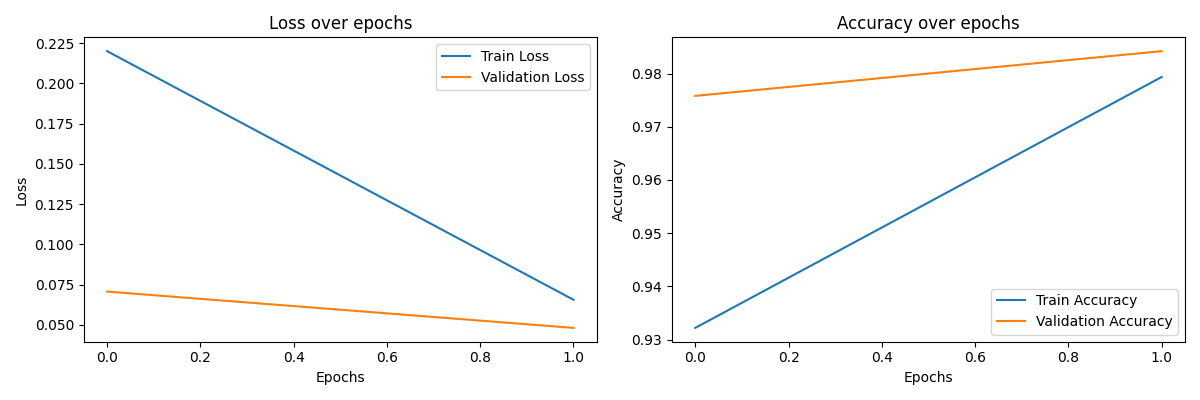 Loss over epochs
0.225
0.200
0.175
0.150
0.125
0.100
0.075
0.050
Loss
Train Loss
Validation Loss
0.0 0.2 0.4 0.6 0.8 1.0
Epochs
Accuracy over epochs
0.98
0.97
0.96
0.95
0.94
0.93
Accuracy
Train Accuracy
Validation Accuracy
0.0 0.2 0.4 0.6 0.8 1.0
Epochs